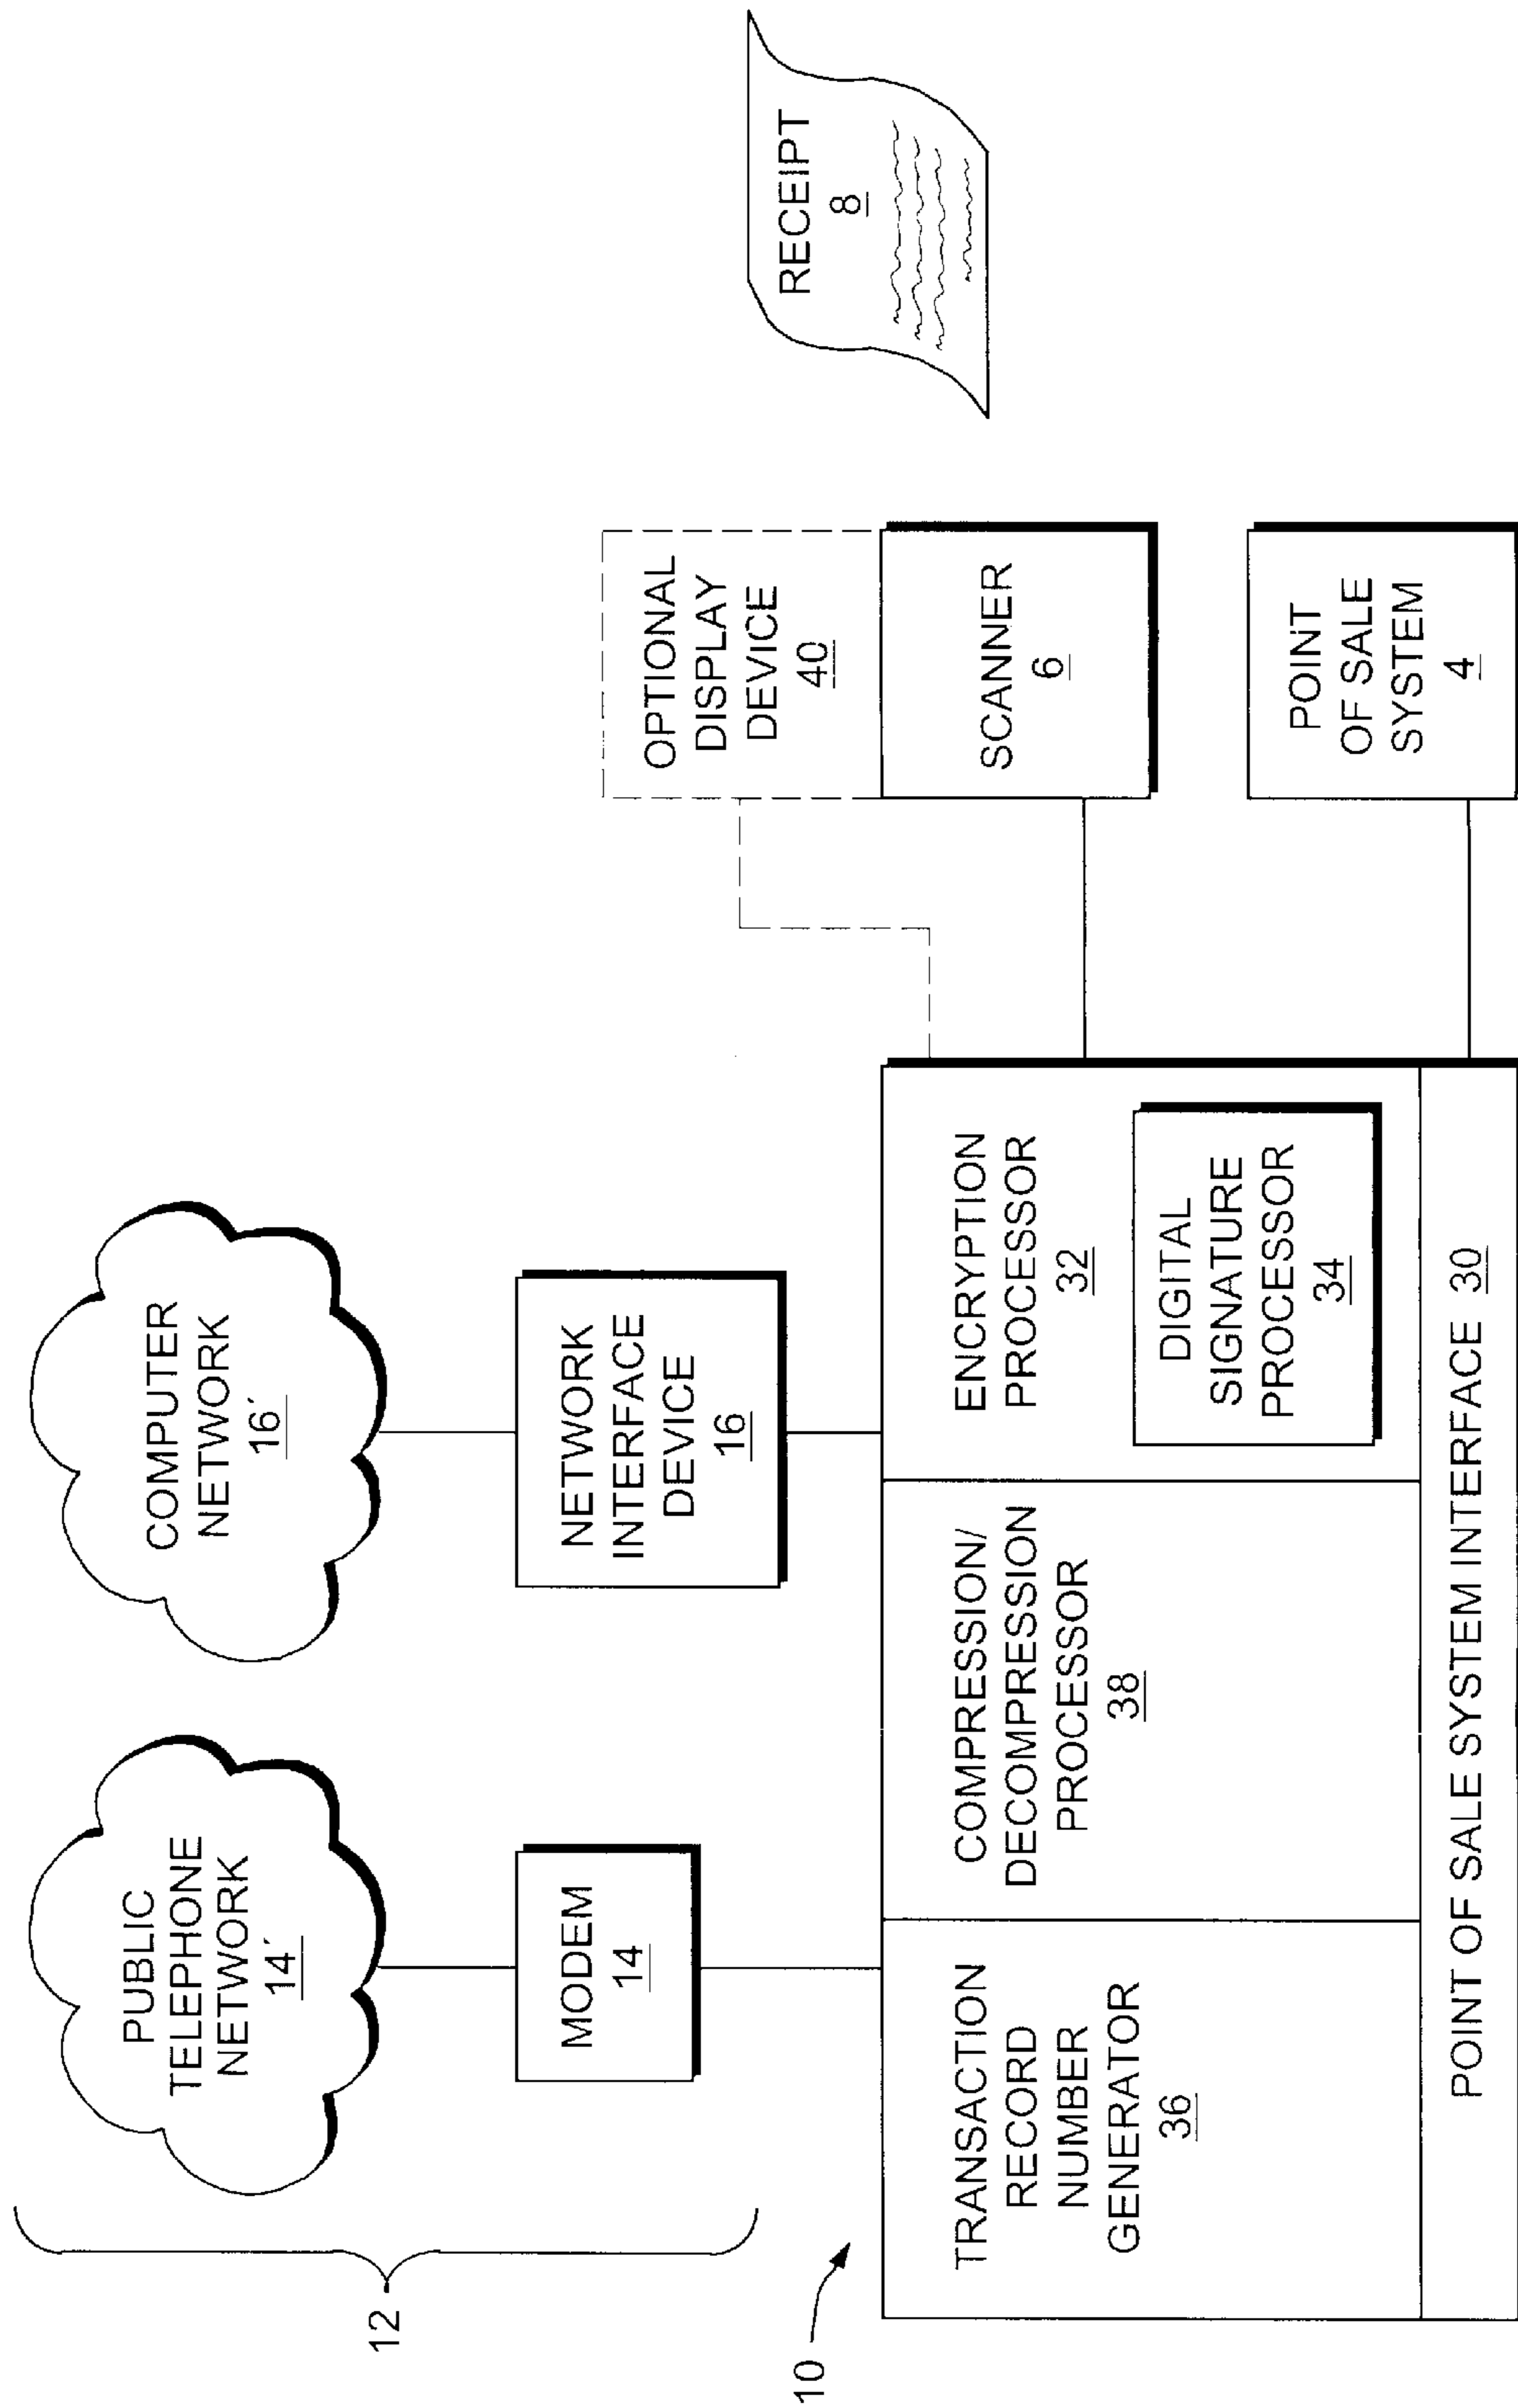 12
PUBLIC
TELEPHONE
NETWORK
14´
COMPUTER
NETWORK
16´
MODEM
14
NETWORK
INTERFACE
DEVICE
16
10
TRANSACTION
RECORD
NUMBER
GENERATOR
36
COMPRESSION/
DECOMPRESSION
PROCESSOR
38
ENCRYPTION
PROCESSOR
32
DIGITAL
SIGNATURE
PROCESSOR
34
POINT OF SALE SYSTEM INTERFACE 30
OPTIONAL
DISPLAY
DEVICE
40
SCANNER
6
POINT
OF SALE
SYSTEM
4
RECEIPT
8